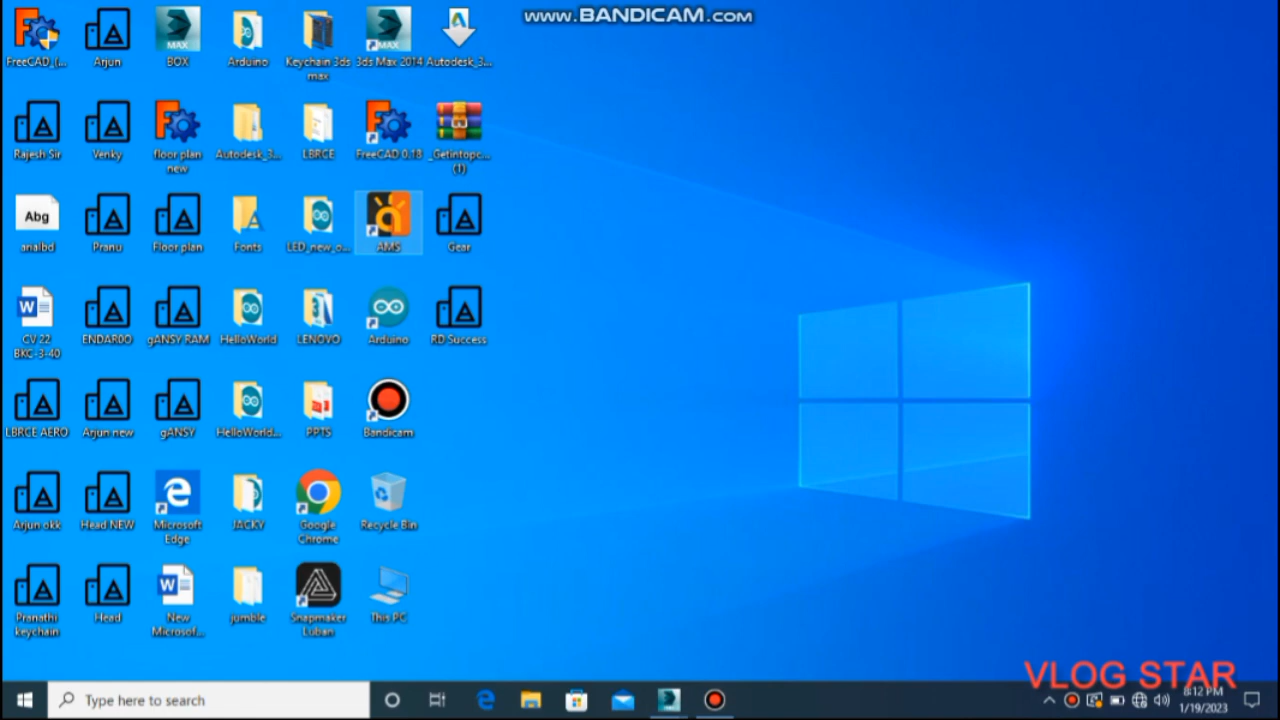 www.BANDICAM.com
FreeCAD_(...
Arjun
BOX
MAX
Arduino
Keychain 3ds
max
3ds Max 2014
MAX
Autodesk_3...
Rajesh Sir
Venky
floor plan
new
Autodesk_3...
LBRCE
FreeCAD 0.18
_Getintopc...
(1)
Abg
Pranu
Floor plan
Fonts
LED_new_o...
AMS
Gear
CV 22
BKC-3-40
gANSY RAM
HelloWorld
LENOVO
Arduino
RD Success
LBRCE AERO
Arjun new
gANSY
HelloWorld...
PPTS
Bandicam
Arjun okk
Head NEW
Microsoft
Edge
JACKY
Google
Chrome
Recycle Bin
Pranathi
keychain
Head
New
Microsof...
jumble
Snapmaker
Luban
This PC
VLOG STAR
Type here to search
8:12 PM
1/19/2023